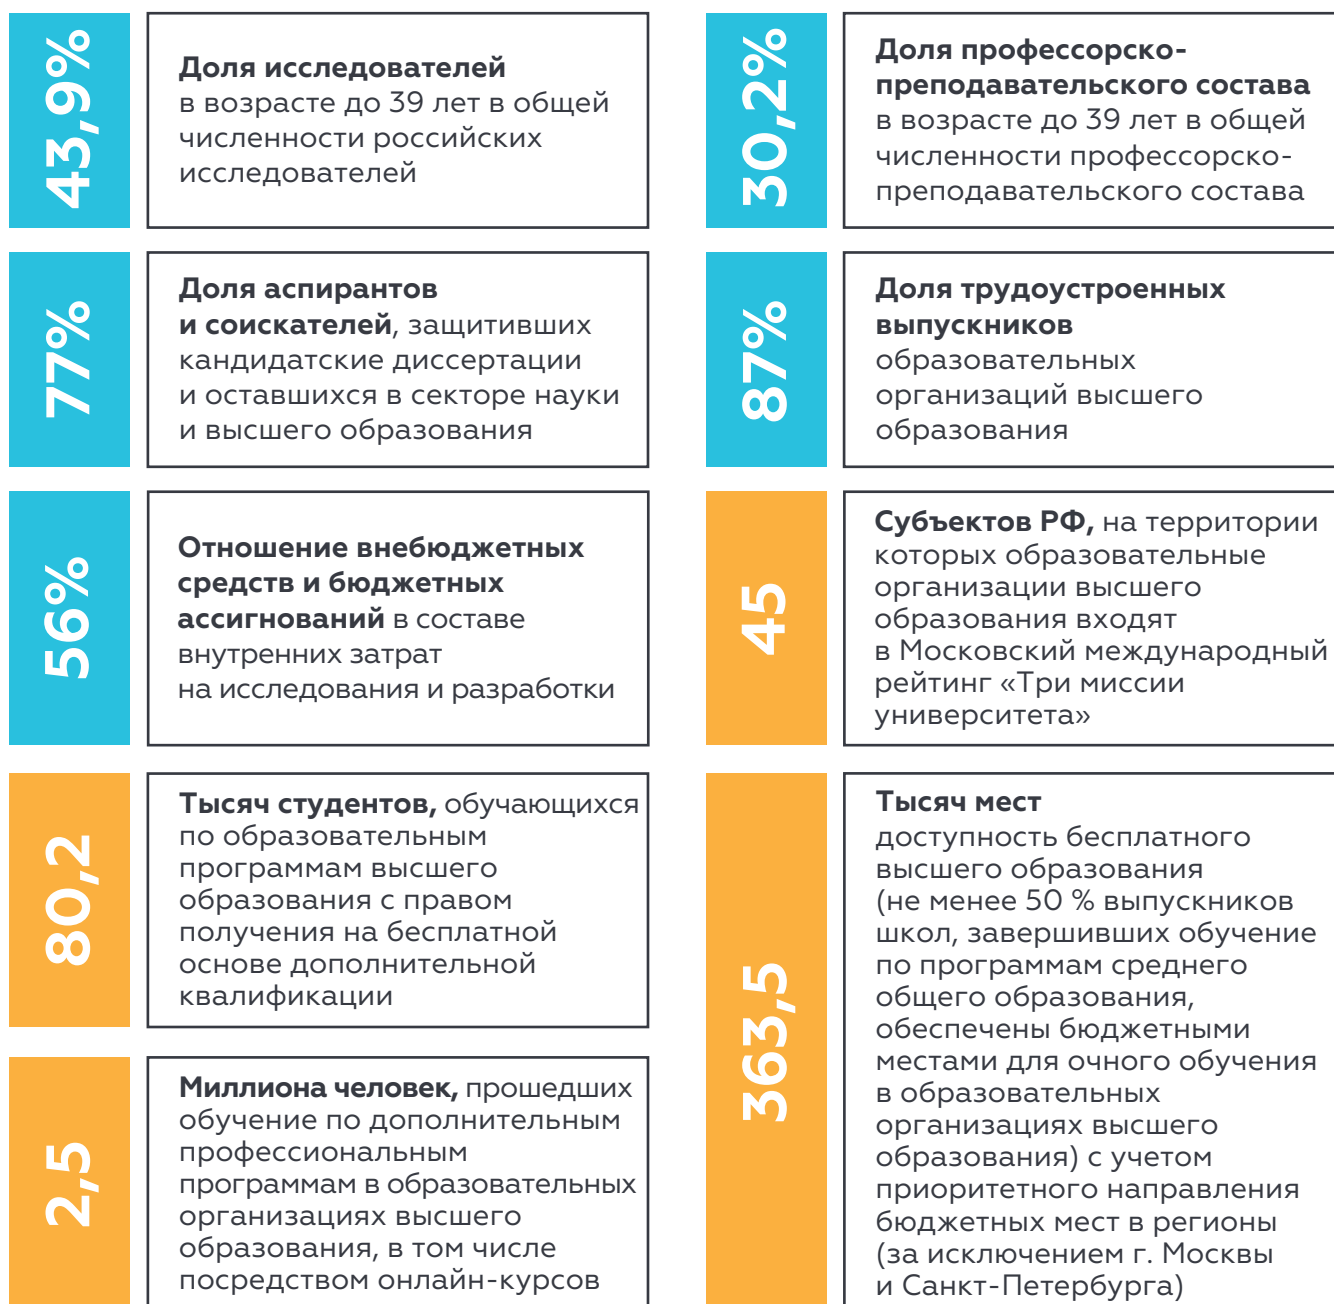 43,9%
Доля исследователей
в возрасте до 39 лет в общей
численности российских
исследователей
30,2%
Доля профессорско-
преподавательского состава
в возрасте до 39 лет в общей
численности профессорско-
преподавательского состава
77%
Доля аспирантов
и соискателей, защитивших
кандидатские диссертации
и оставшихся в секторе науки
и высшего образования
87%
Доля трудоустроенных
выпускников
образовательных
организаций высшего
образования
56%
Отношение внебюджетных
средств и бюджетных
ассигнований в составе
внутренних затрат
на исследования и разработки
45
Субъектов РФ, на территории
которых образовательные
организации высшего
образования входят
в Московский международный
рейтинг «Три миссии
университета»
80,2
Тысяч студентов, обучающихся
по образовательным
программам высшего
образования с правом
получения на бесплатной
основе дополнительной
квалификации
363,5
Тысяч мест
доступность бесплатного
высшего образования
(не менее 50 % выпускников
школ, завершивших обучение
по программам среднего
общего образования,
обеспечены бюджетными
местами для очного обучения
в образовательных
организациях высшего
образования) с учетом
приоритетного направления
бюджетных мест в регионы
(за исключением г. Москвы
и Санкт-Петербурга)
2,5
Миллиона человек, прошедших
обучение по дополнительным
профессиональным
программам в образовательных
организациях высшего
образования, в том числе
посредством онлайн-курсов